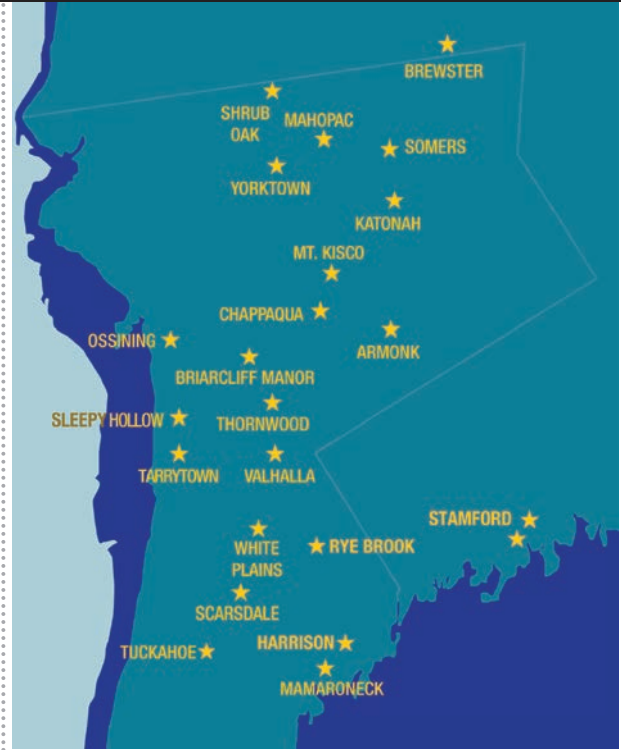 BREWSTER
SHRUB
OAK
MAHOPAC
SOMERS
YORKTOWN
KATONAH
MT. KISCO
CHAPPAQUA
OSSINING
ARMONK
BRIARCLIFF MANOR
SLEEPY HOLLOW
THORNWOOD
TARRYTOWN
VALHALLA
STAMFORD
WHITE
PLAINS
RYE BROOK
SCARSDALE
HARRISON
TUCKAHOE
MAMARONECK